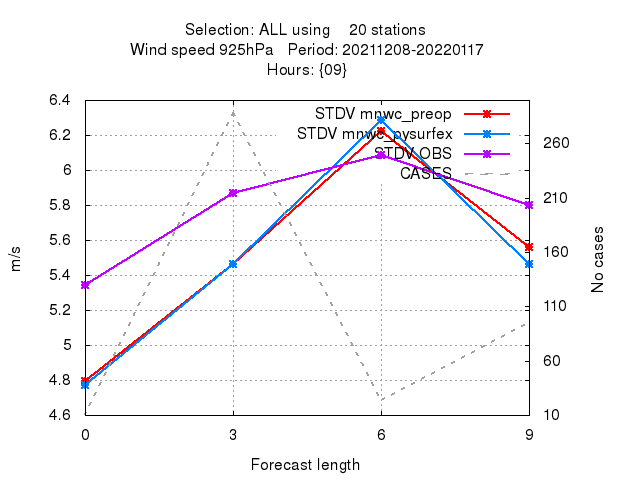 Selection: ALL using 20 stations
Wind speed 925hPa Period: 20211208-20220117
Hours: {09}
STDV mnwc_preop
STDV mnwc_pysurfex
STDV OBS
CASES
6.4
6.2
6
5.8
5.6
5.4
5.2
5
4.8
4.6
m/s
260
210
160
110
60
10
No cases
0 3 6 9
Forecast length